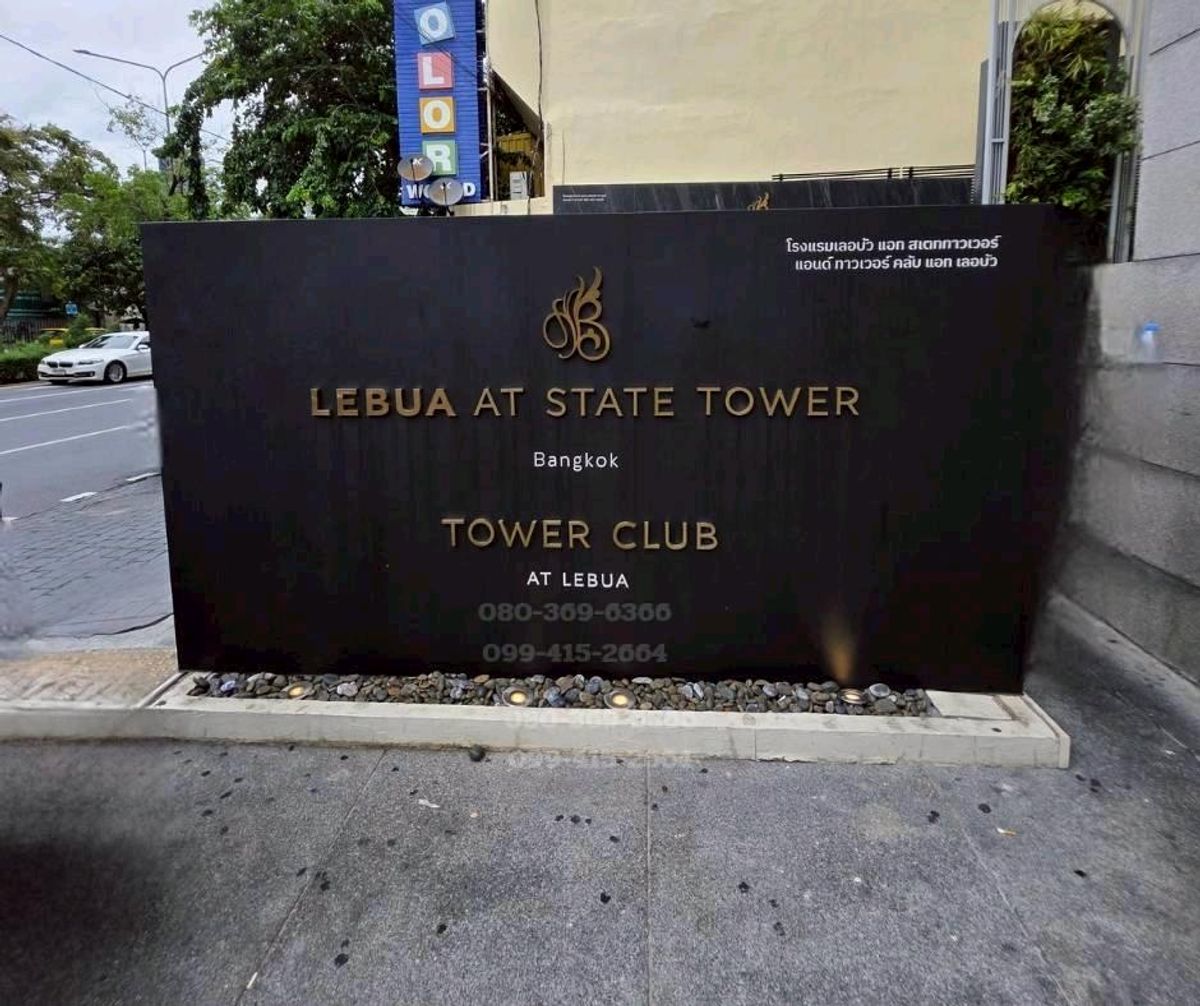 O
L
O
R
โรงแรมเลอบัว แอท สเตททาวเวอร์
แอนด์ ทาวเวอร์ คลับ แอท เลอบัว
LEBUA AT STATE TOWER
Bangkok
TOWER CLUB
AT LEBUA
080-369-6366
099-415-2664
099-415-2664